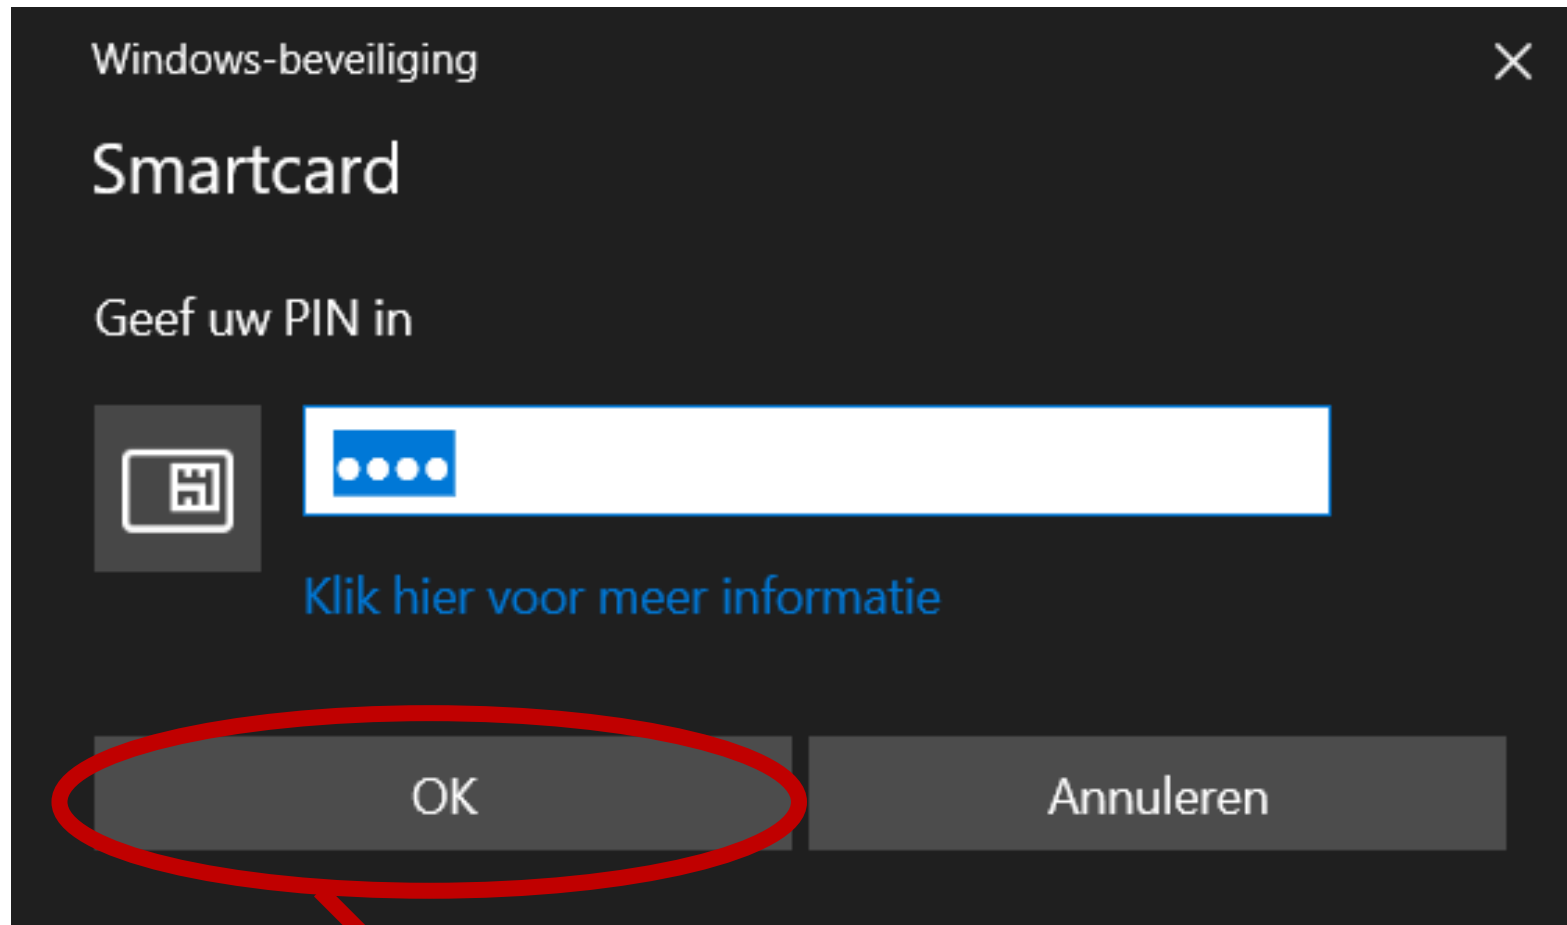 Windows-beveiliging
Smartcard
Geef uw PIN in
••••
Klik hier voor meer informatie
OK
Annuleren